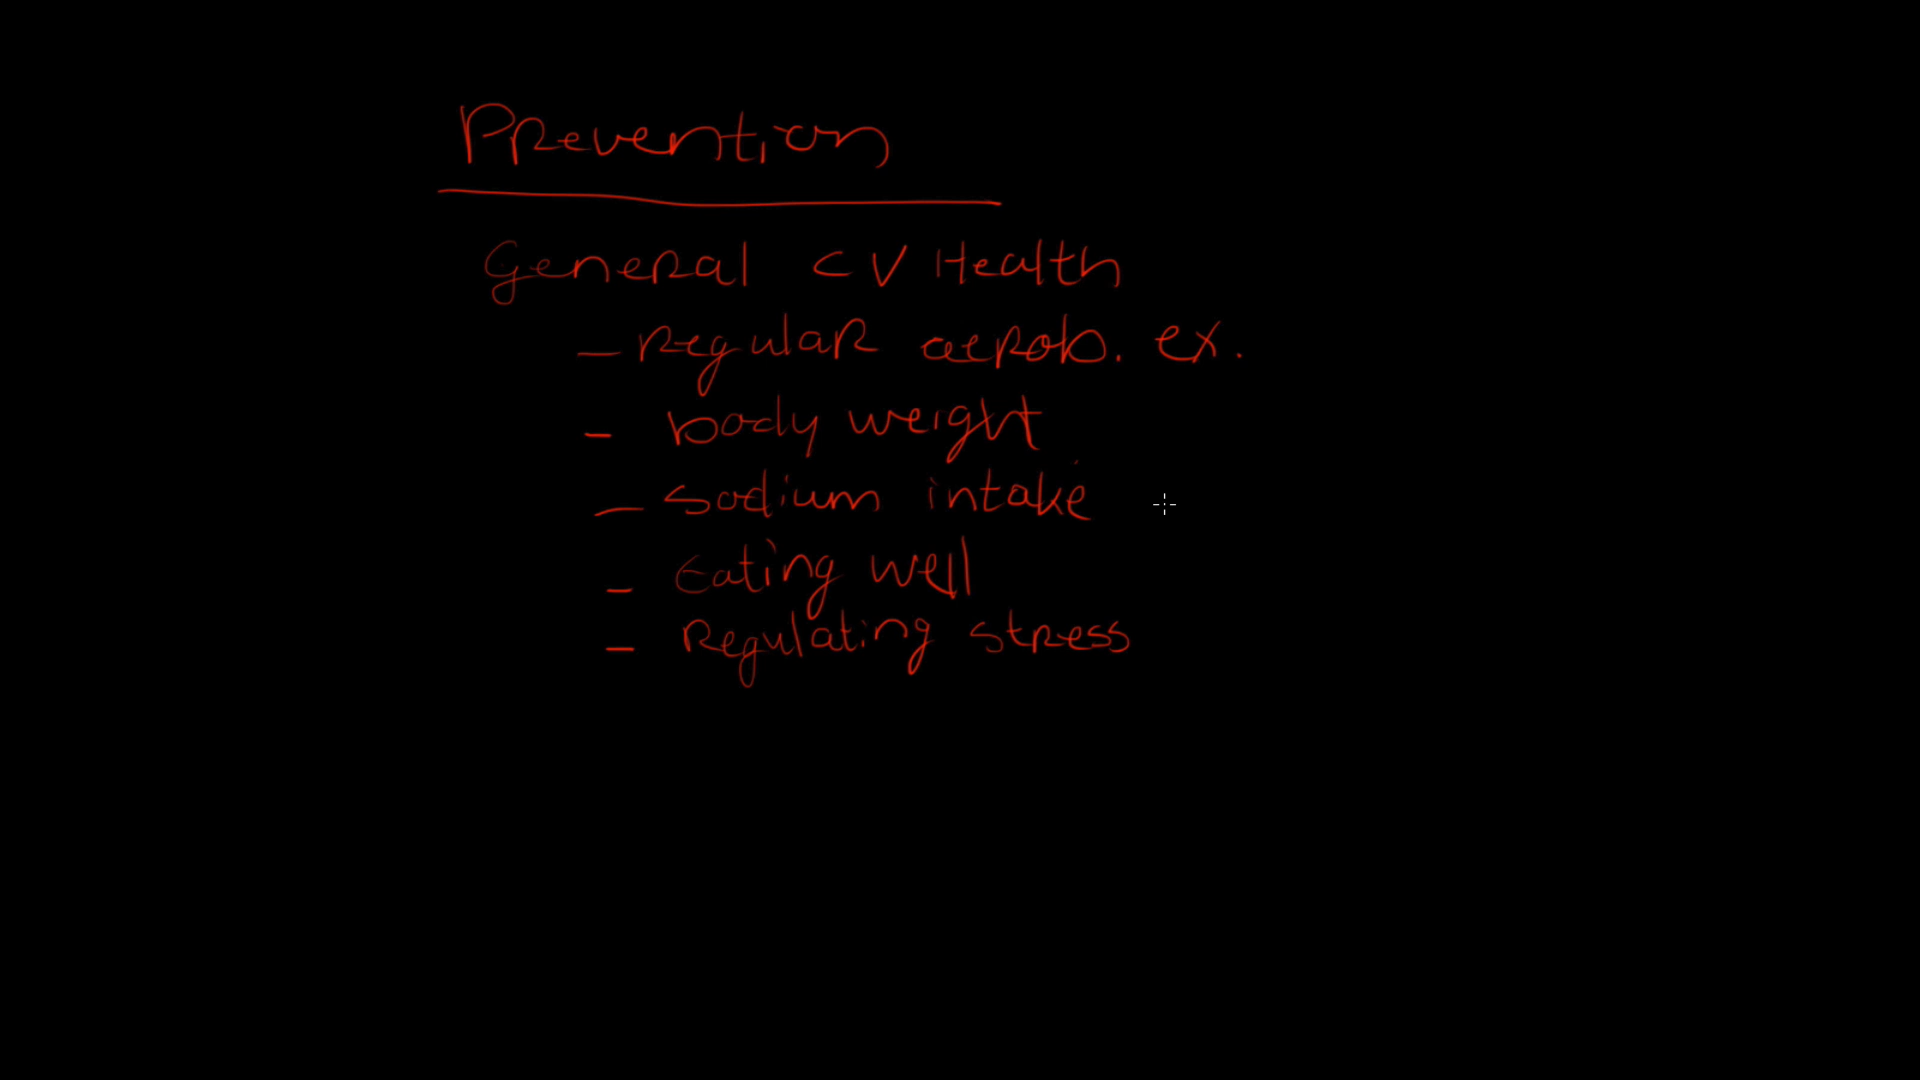 Prevention
General CV Health
- Regular aerob. ex.
- body weight
- Sodium intake
- Eating well
- Regulating stress